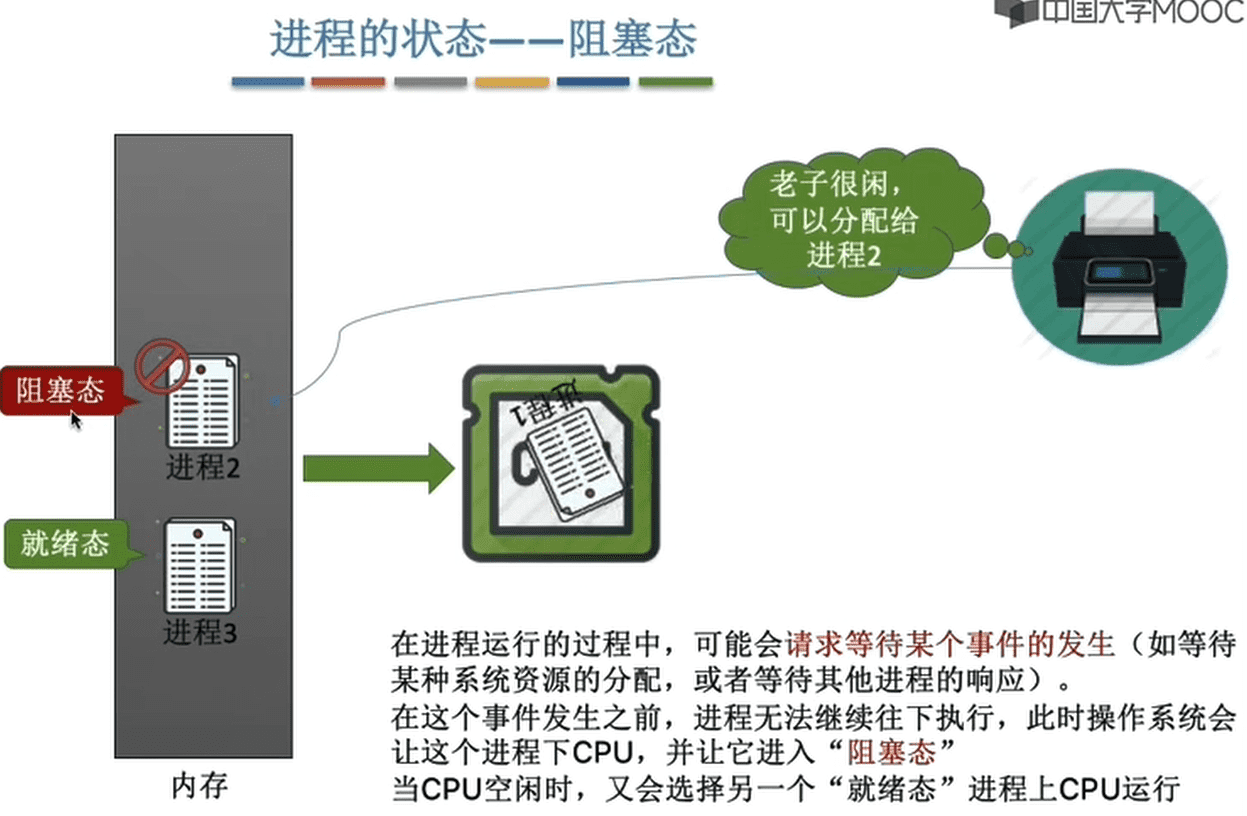 中国大学MOOC
进程的状态——阻塞态
老子很闲，
可以分配给
进程2
阻塞态
进程2
进程1
C
就绪态
进程3
内存
在进程运行的过程中，可能会请求等待某个事件的发生（如等待
某种系统资源的分配，或者等待其他进程的响应）。
在这个事件发生之前，进程无法继续往下执行，此时操作系统会
让这个进程下CPU，并让它进入“阻塞态”
当CPU空闲时，又会选择另一个“就绪态”进程上CPU运行